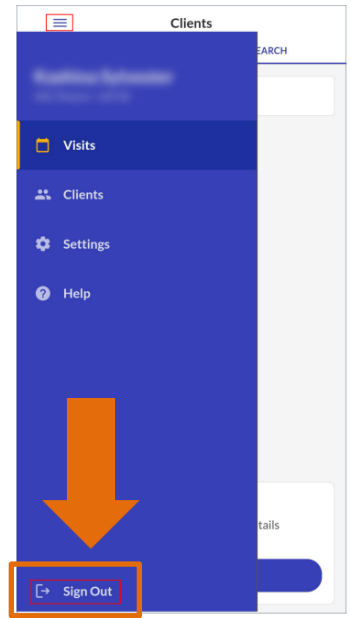 Clients
EARCH
Visits
Clients
Settings
Help
tails
Sign Out